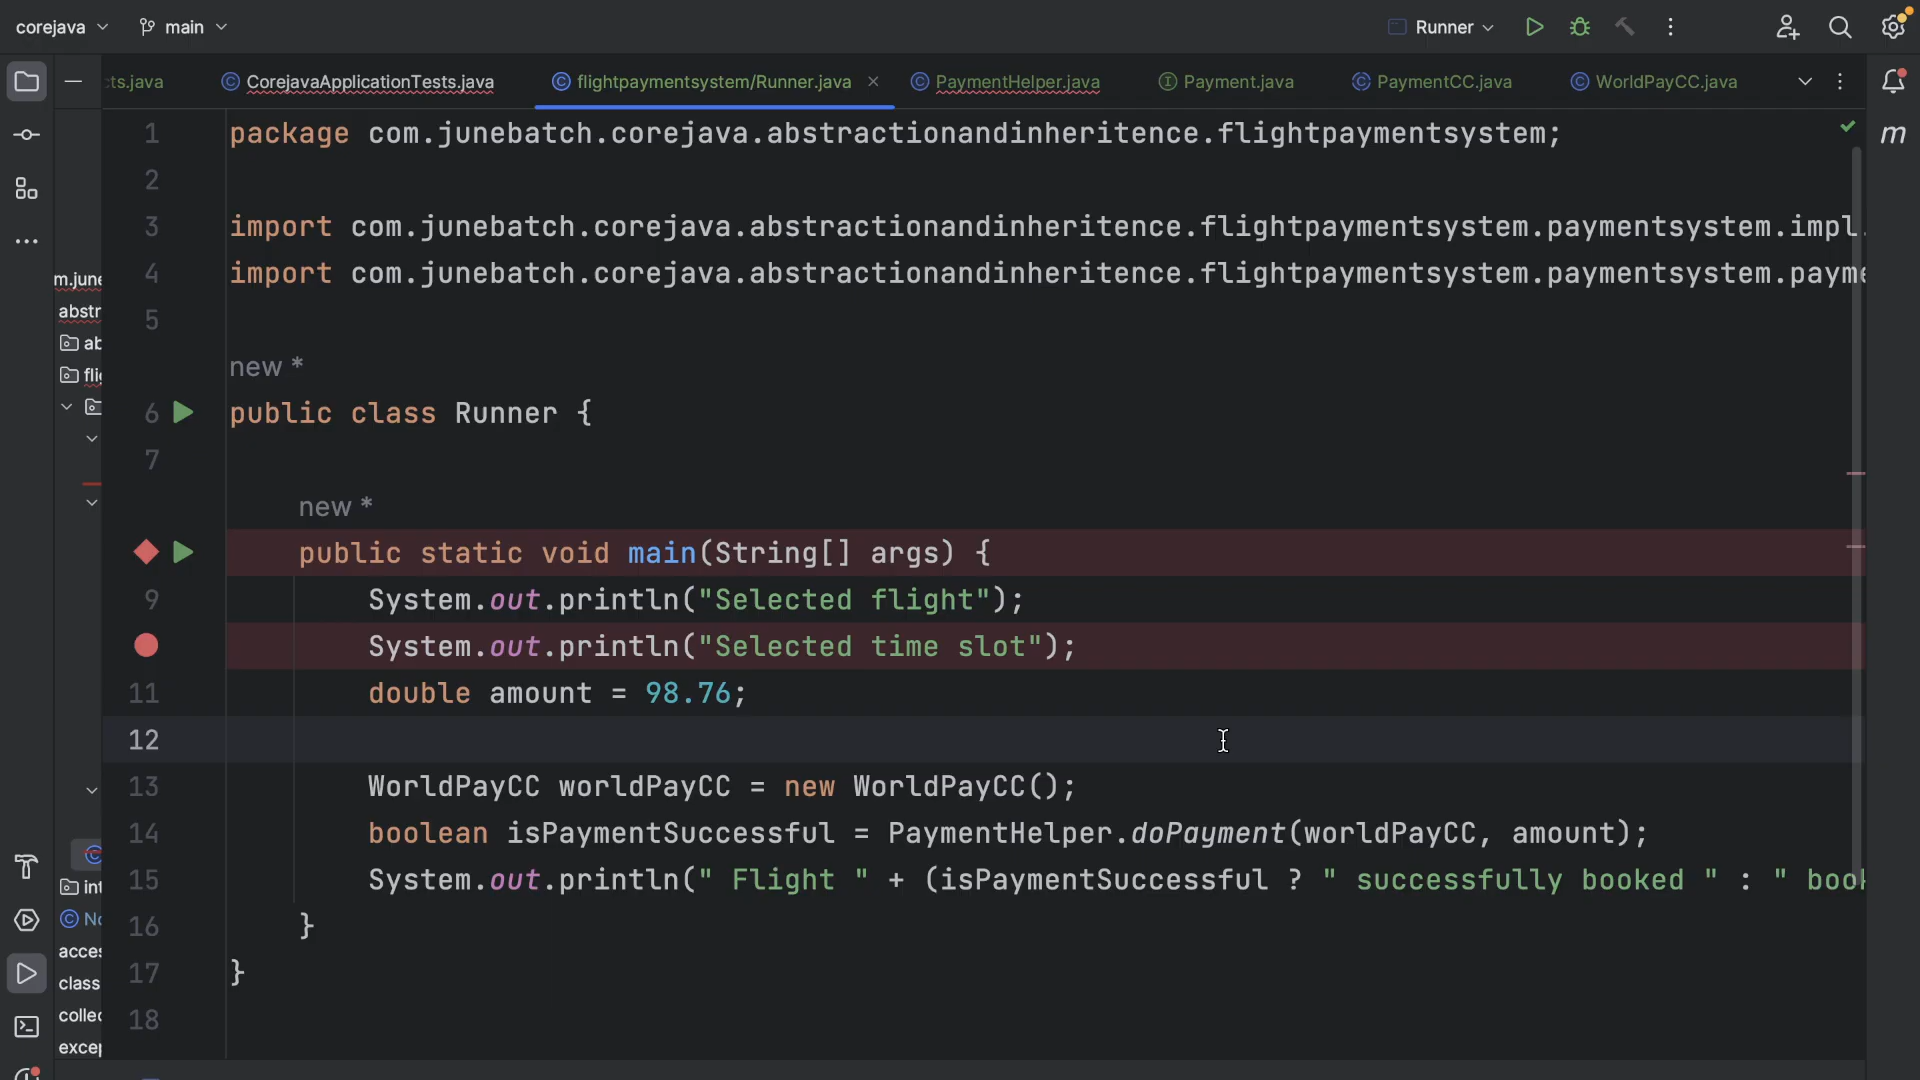 corejava
main
Runner
ts.java
CorejavaApplicationTests.java
flightpaymentsystem/Runner.java
PaymentHelper.java
Payment.java
PaymentCC.java
WorldPayCC.java
m.june
abstr
ab
flig
int
No
acces
class
collec
excep
1 package com.junebatch.corejava.abstractionandinheritence.flightpaymentsystem;
2
3 import com.junebatch.corejava.abstractionandinheritence.flightpaymentsystem.paymentsystem.impl.
4 import com.junebatch.corejava.abstractionandinheritence.flightpaymentsystem.paymentsystem.payme
5
new *
6 public class Runner {
7
new *
public static void main(String[] args) {
9 System.out.println("Selected flight");
System.out.println("Selected time slot");
11 double amount = 98.76;
12
13 WorldPayCC worldPayCC = new WorldPayCC();
14 boolean isPaymentSuccessful = PaymentHelper.doPayment(worldPayCC, amount);
15 System.out.println(" Flight " + (isPaymentSuccessful ? " successfully booked " : " book
16 }
17 }
18
m